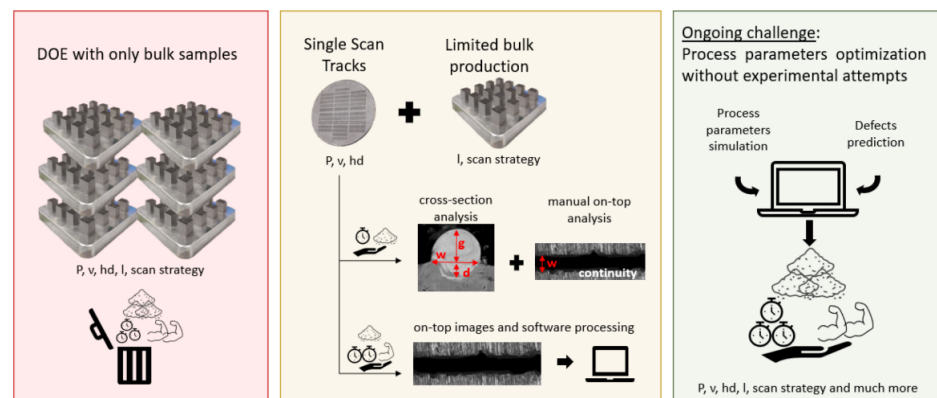 DOE with only bulk samples
P, v, hd, l, scan strategy
Single Scan
Tracks
Limited bulk
production
P, v, hd
l, scan strategy
cross-section
analysis
manual on-top
analysis
g
w
d
w
continuity
on-top images and software processing
Ongoing challenge:
Process parameters optimization
without experimental attempts
Process
parameters
simulation
Defects
prediction
P, v, hd, l, scan strategy and much more